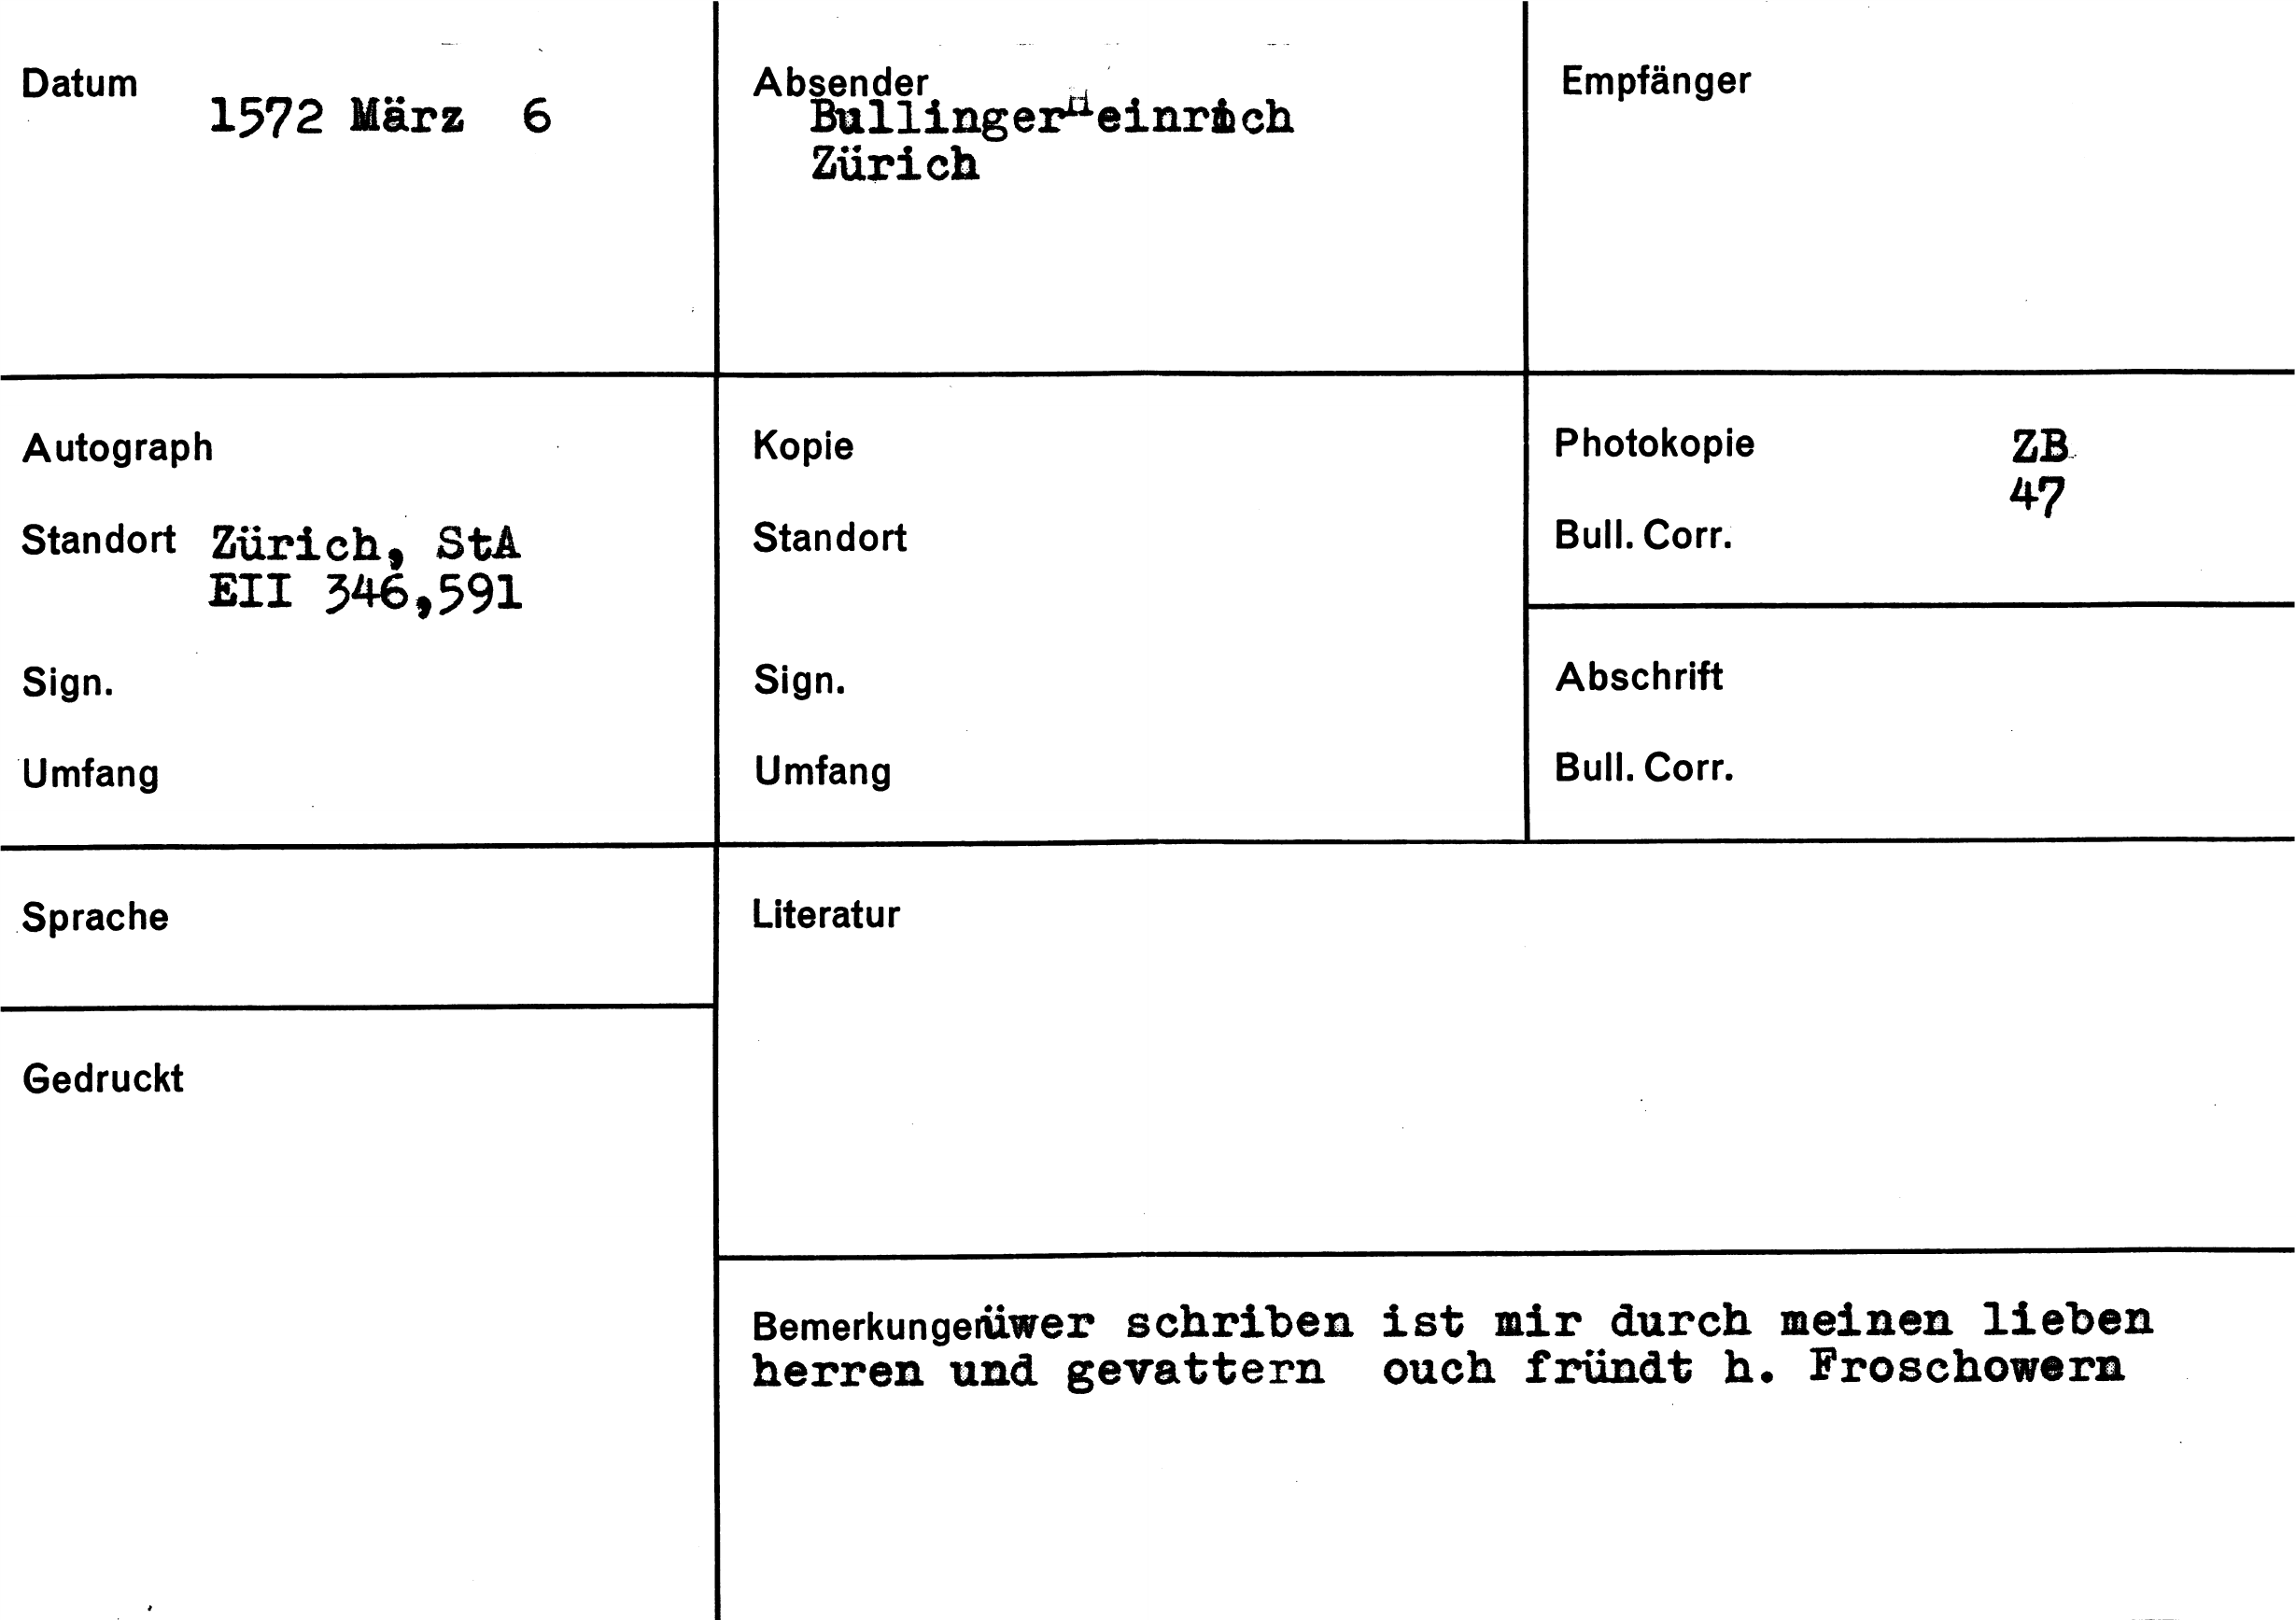 Datum
1572 März 6
Absender
Bullinger Heinrich
Zürich
Empfänger
Autograph
Standort Zürich, StA
EII 346,591
Sign.
Umfang
Kopie
Standort
Sign.
Umfang
Photokopie ZB
47
Bull. Corr.
Abschrift
Bull. Corr.
Sprache
Gedruckt
Literatur
Bemerkungen üwer schriben ist mir durch meinen lieben
herren und gevattern ouch fründt h. Froschowern